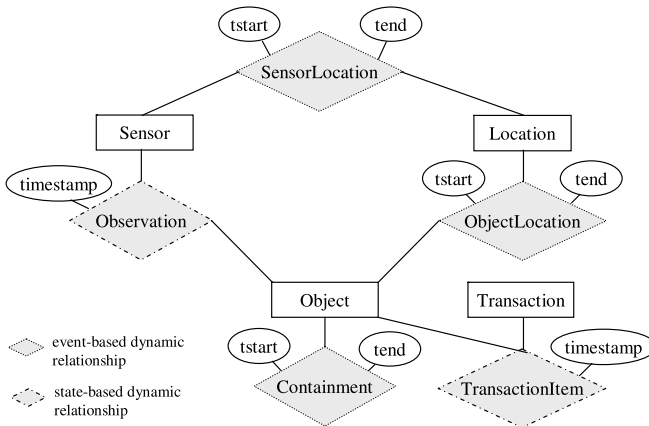 tstart
tend
SensorLocation
Sensor
Location
timestamp
tstart
tend
Observation
ObjectLocation
Object
Transaction
event-based dynamic
relationship
tstart
tend
timestamp
Containment
TransactionItem
state-based dynamic
relationship